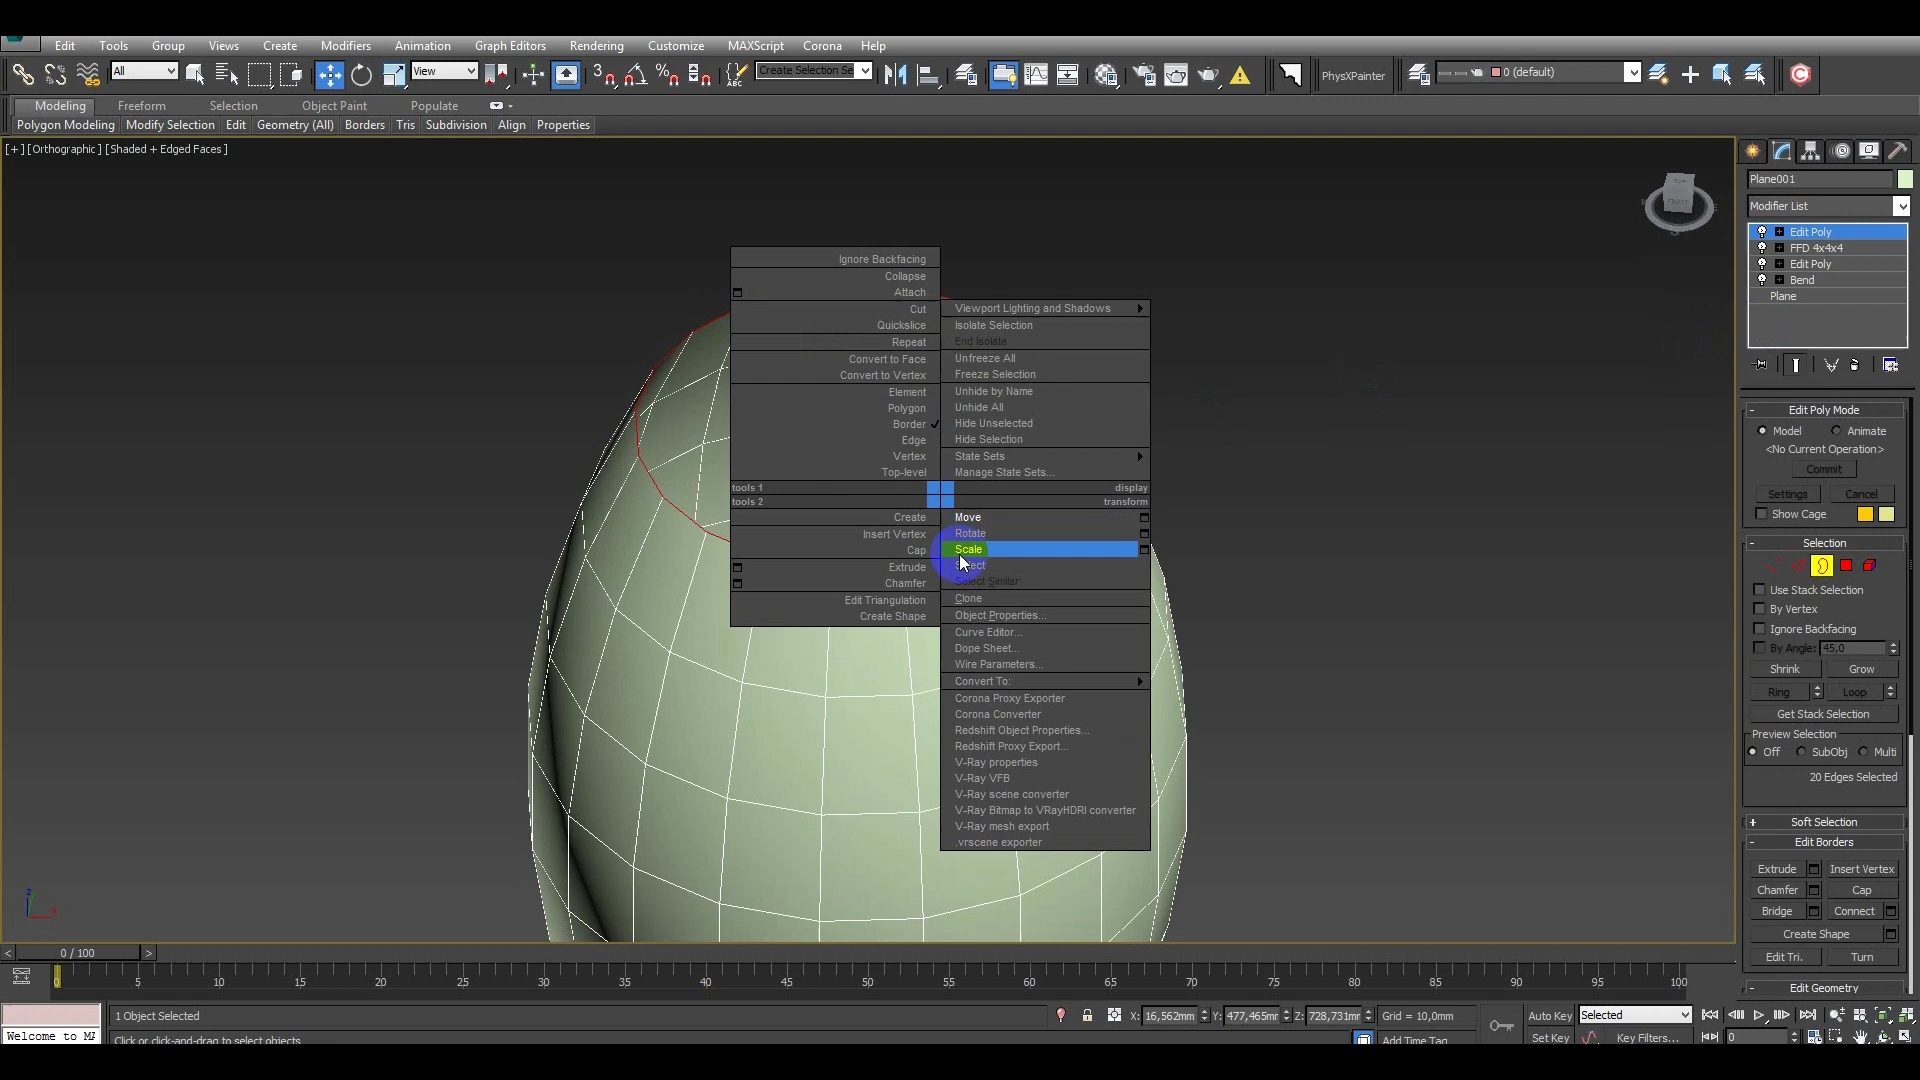 Edit Tools Group Views Create Modifiers Animation Graph Editors Rendering Customize MAXScript Corona Help
All View 3 ABC Create Selection Se PhysXPainter 0 (default)
Modeling Freeform Selection Object Paint Populate
Polygon Modeling Modify Selection Edit Geometry (All) Borders Tris Subdivision Align Properties
[+] [Orthographic] [Shaded + Edged Faces]
TOP
FRONT
S
Ignore Backfacing
Collapse
Attach
Cut
Quickslice
Repeat
Convert to Face
Convert to Vertex
Element
Polygon
Border
Edge
Vertex
Top-level
tools 1
tools 2
Create
Insert Vertex
Cap
Extrude
Chamfer
Edit Triangulation
Create Shape
Viewport Lighting and Shadows
Isolate Selection
End Isolate
Unfreeze All
Freeze Selection
Unhide by Name
Unhide All
Hide Unselected
Hide Selection
State Sets
Manage State Sets...
display
transform
Move
Rotate
Scale
Select
Select Similar
Clone
Object Properties...
Curve Editor...
Dope Sheet...
Wire Parameters...
Convert To:
Corona Proxy Exporter
Corona Converter
Redshift Object Properties...
Redshift Proxy Export...
V-Ray properties
V-Ray VFB
V-Ray scene converter
V-Ray Bitmap to VRayHDRI converter
V-Ray mesh export
.vrscene exporter
Plane001
Modifier List
Edit Poly
FFD 4x4x4
Edit Poly
Bend
Plane
- Edit Poly Mode
Model Animate
<No Current Operation>
Commit
Settings Cancel
Show Cage
- Selection
Use Stack Selection
By Vertex
Ignore Backfacing
By Angle: 45,0
Shrink Grow
Ring Loop
Get Stack Selection
Preview Selection
Off SubObj Multi
20 Edges Selected
+ Soft Selection
- Edit Borders
Extrude Insert Vertex
Chamfer Cap
Bridge Connect
Create Shape
Edit Tri. Turn
- Edit Geometry
z
< 0 / 100 >
0 5 10 15 20 25 30 35 40 45 50 55 60 65 70 75 80 85 90 95 100
1 Object Selected X: 16,562mm Y: 477,465mm Z: 728,731mm Grid = 10,0mm Auto Key Selected
Welcome to MA Click or click-and-drag to select objects Add Time Tag Set Key Key Filters... 0